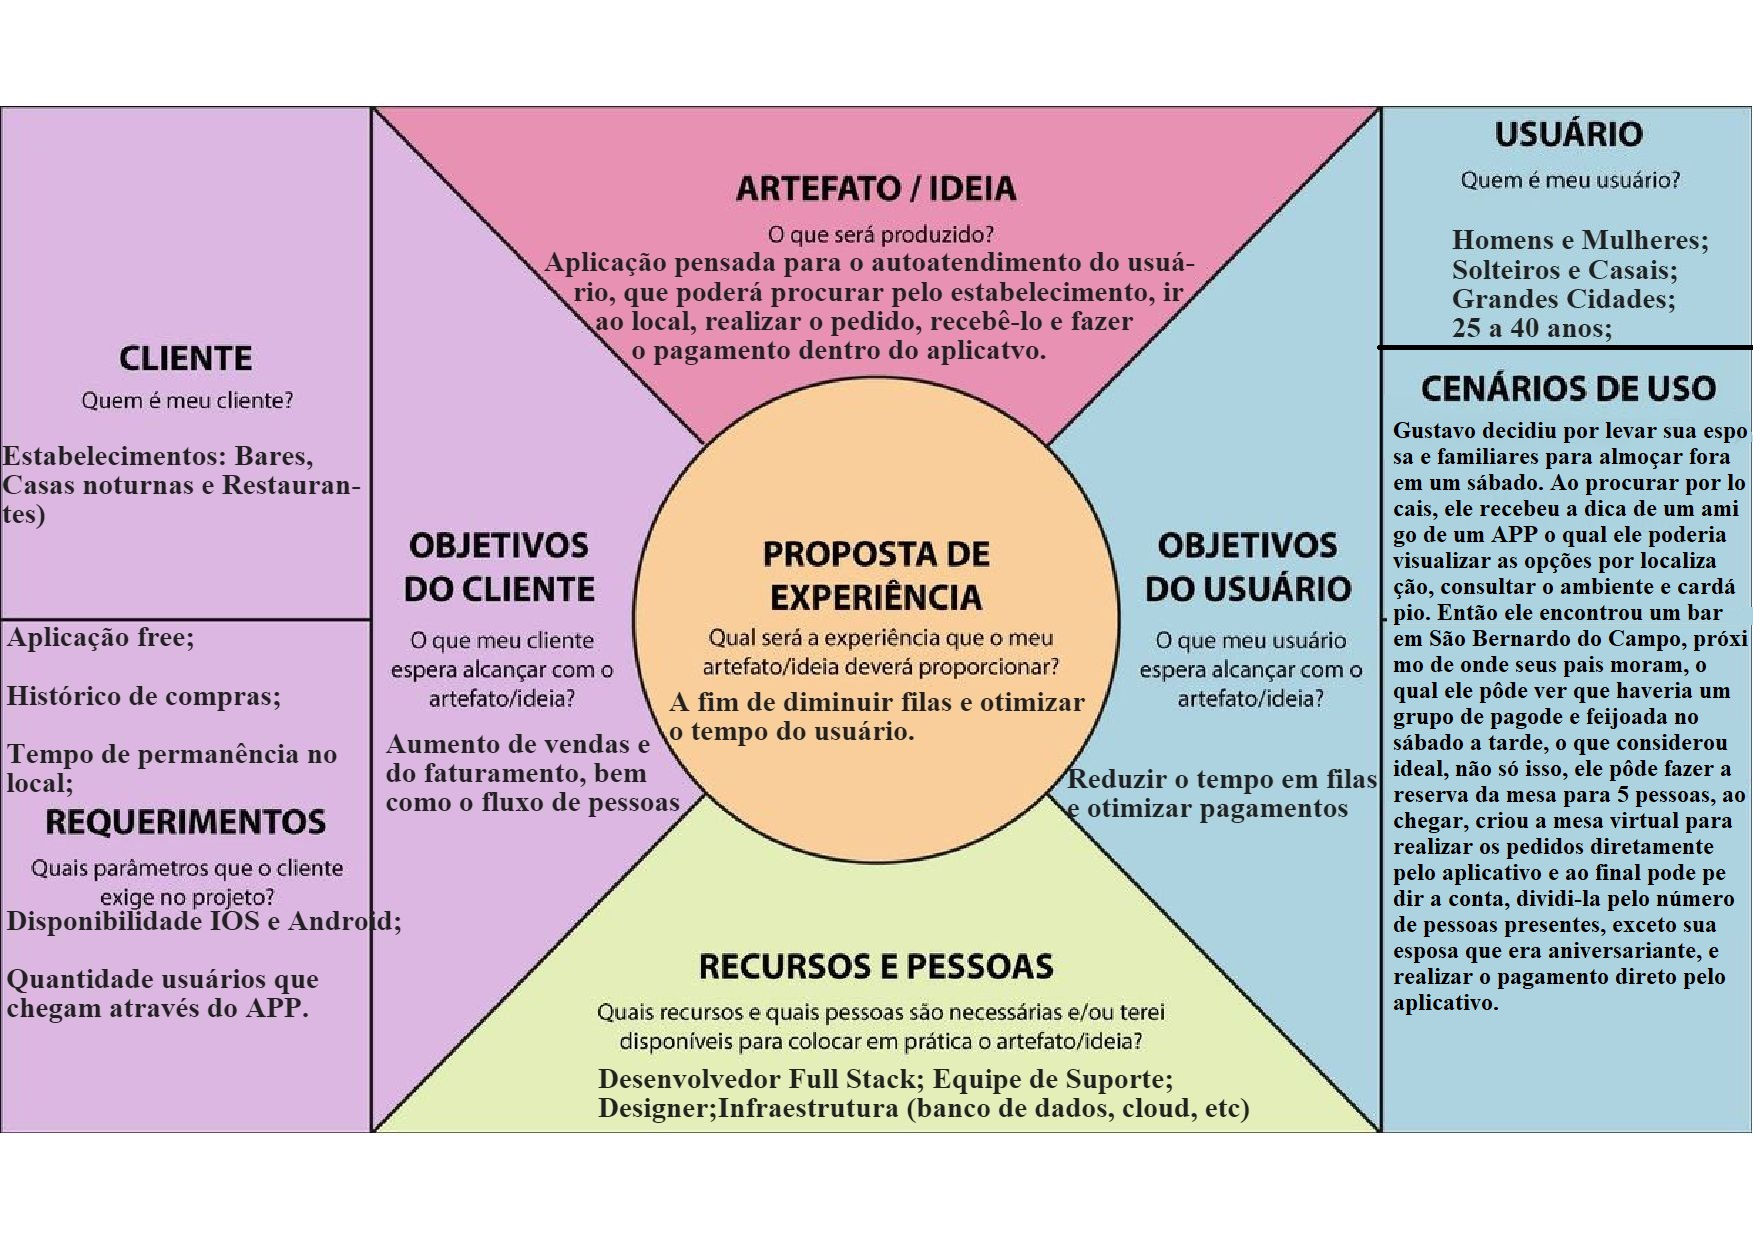 CLIENTE
Quem é meu cliente?
Estabelecimentos: Bares,
Casas noturnas e Restauran-
tes)
Aplicação free;
Histórico de compras;
Tempo de permanência no
local;
REQUERIMENTOS
Quais parâmetros que o cliente
exige no projeto?
Disponibilidade IOS e Android;
Quantidade usuários que
chegam através do APP.
OBJETIVOS
DO CLIENTE
O que meu cliente
espera alcançar com o
artefato/ideia?
Aumento de vendas e
do faturamento, bem
como o fluxo de pessoas
ARTEFATO / IDEIA
O que será produzido?
Aplicação pensada para o autoatendimento do usuá-
rio, que poderá procurar pelo estabelecimento, ir
ao local, realizar o pedido, recebê-lo e fazer
o pagamento dentro do aplicatvo.
PROPOSTA DE
EXPERIÊNCIA
Qual será a experiência que o meu
artefato/ideia deverá proporcionar?
A fim de diminuir filas e otimizar
o tempo do usuário.
RECURSOS E PESSOAS
Quais recursos e quais pessoas são necessárias e/ou terei
disponíveis para colocar em prática o artefato/ideia?
Desenvolvedor Full Stack; Equipe de Suporte;
Designer;Infraestrutura (banco de dados, cloud, etc)
OBJETIVOS
DO USUÁRIO
O que meu usuário
espera alcançar com o
artefato/ideia?
Reduzir o tempo em filas
e otimizar pagamentos
USUÁRIO
Quem é meu usuário?
Homens e Mulheres;
Solteiros e Casais;
Grandes Cidades;
25 a 40 anos;
CENÁRIOS DE USO
Gustavo decidiu por levar sua espo
sa e familiares para almoçar fora
em um sábado. Ao procurar por lo
cais, ele recebeu a dica de um ami
go de um APP o qual ele poderia
visualizar as opções por localiza
ção, consultar o ambiente e cardá
pio. Então ele encontrou um bar
em São Bernardo do Campo, próxi
mo de onde seus pais moram, o
qual ele pôde ver que haveria um
grupo de pagode e feijoada no
sábado a tarde, o que considerou
ideal, não só isso, ele pôde fazer a
reserva da mesa para 5 pessoas, ao
chegar, criou a mesa virtual para
realizar os pedidos diretamente
pelo aplicativo e ao final pode pe
dir a conta, dividi-la pelo número
de pessoas presentes, exceto sua
esposa que era aniversariante, e
realizar o pagamento direto pelo
aplicativo.